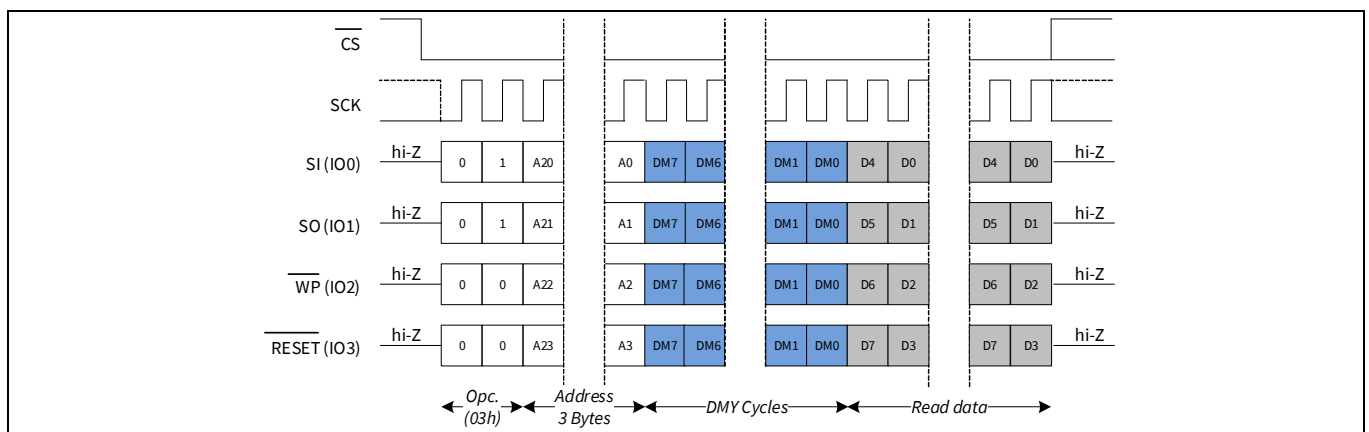 CS
SCK
SI (IO0) hi-Z 0 1 A20 A0 DM7 DM6 DM1 DM0 D4 D0 D4 D0 hi-Z
SO (IO1) hi-Z 0 1 A21 A1 DM7 DM6 DM1 DM0 D5 D1 D5 D1 hi-Z
WP (IO2) hi-Z 0 0 A22 A2 DM7 DM6 DM1 DM0 D6 D2 D6 D2 hi-Z
RESET (IO3) hi-Z 0 0 A23 A3 DM7 DM6 DM1 DM0 D7 D3 D7 D3 hi-Z
Opc. Address
(03h) 3 Bytes DMY Cycles Read data